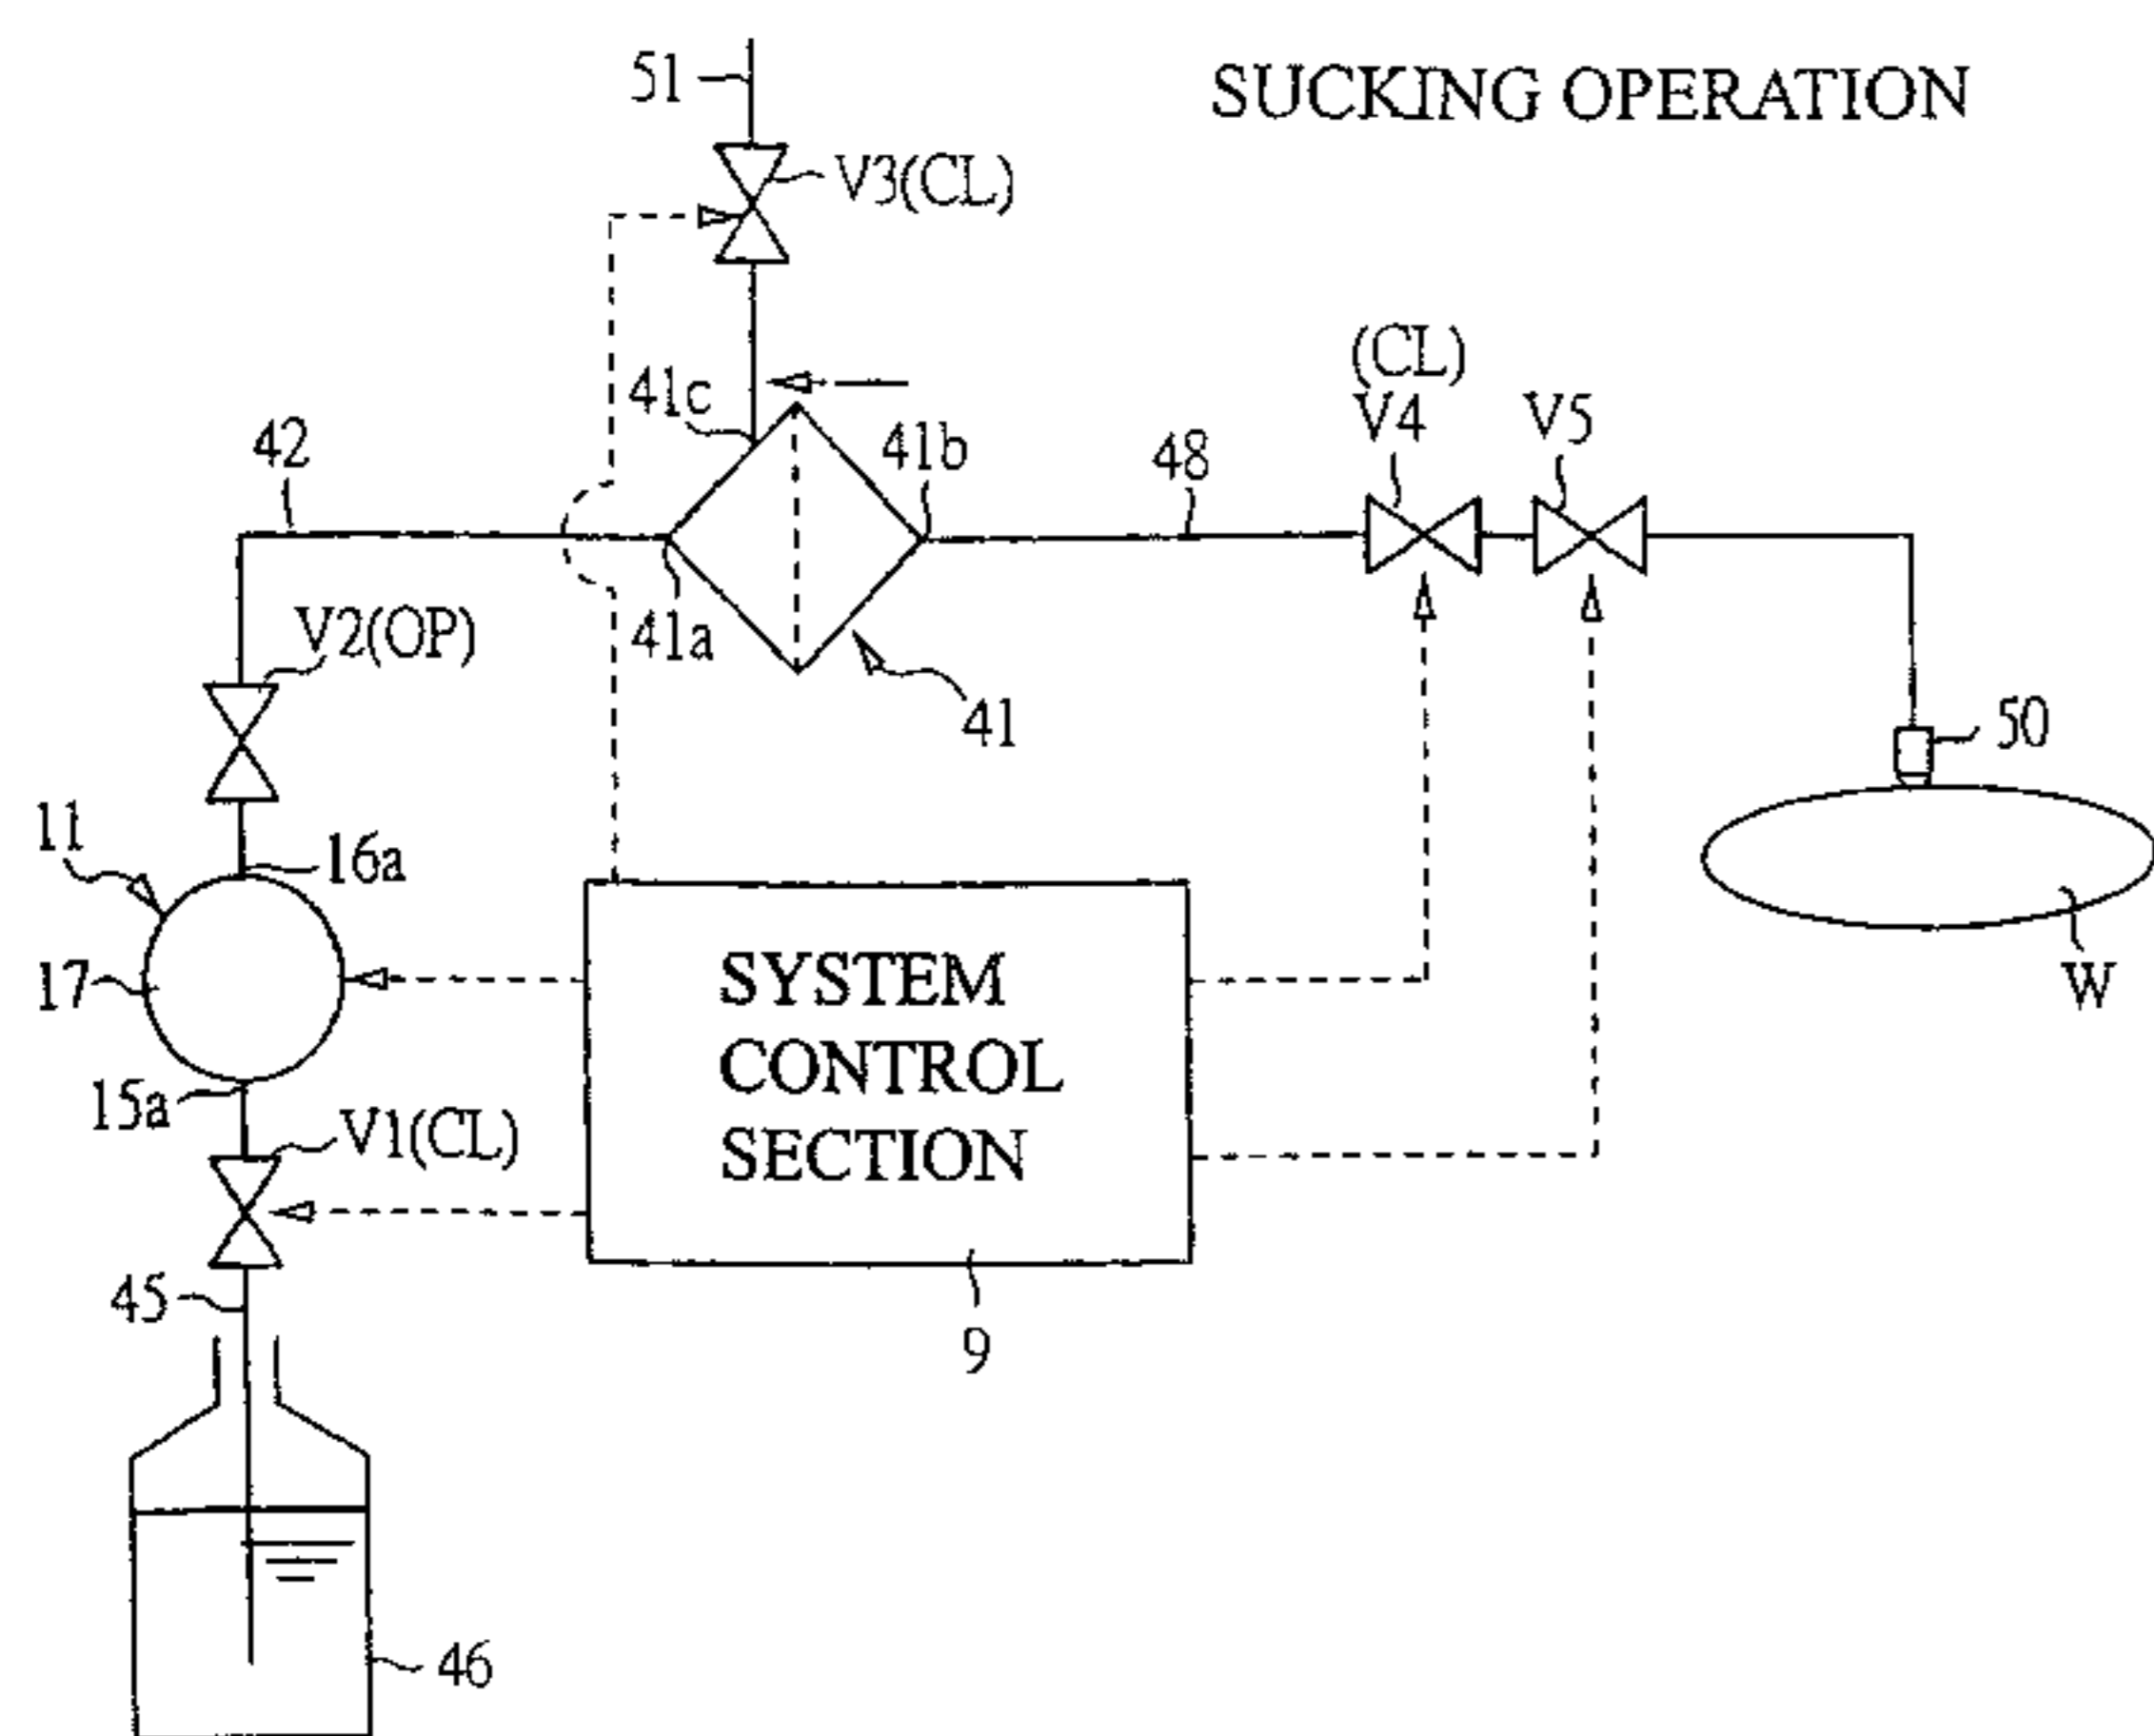 SUCKING OPERATION
51
V3(CL)
41c
(CL)
V4
V5
42
41b
48
41a
V2(OP)
41
50
11
16a
17
SYSTEM
CONTROL
SECTION
W
15a
V1(CL)
45
9
46